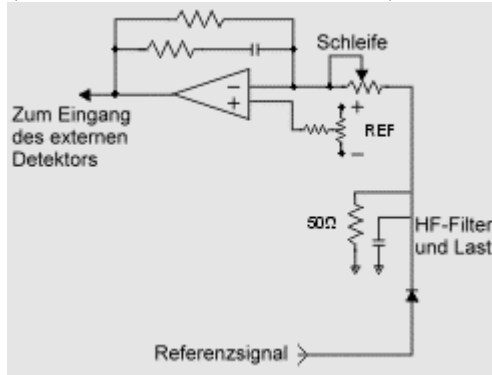 Schleife
Zum Eingang
des externen
Detektors
+
REF
−
−
+
50Ω
HF-Filter
und Last
Referenzsignal